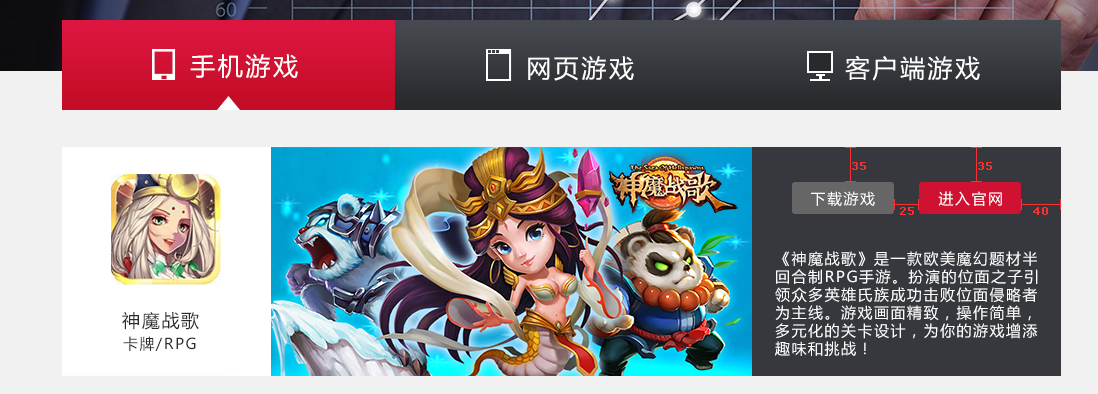 60
手机游戏
网页游戏
客户端游戏
The Saga Of Hellsgowns
神魔战歌
35
35
下载游戏
进入官网
25
40
神魔战歌
卡牌/RPG
《神魔战歌》是一款欧美魔幻题材半
回合制RPG手游。扮演的位面之子引
领众多英雄氏族成功击败位面侵略者
为主线。游戏画面精致，操作简单，
多元化的关卡设计，为你的游戏增添
趣味和挑战！